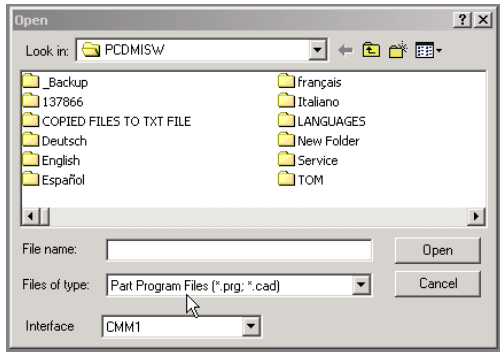 Open
Look in: PCDMISW
_Backup
137866
COPIED FILES TO TXT FILE
Deutsch
English
Español
français
Italiano
LANGUAGES
New Folder
Service
TOM
File name:
Open
Files of type: Part Program Files (*.prg; *.cad)
Cancel
Interface CMM1